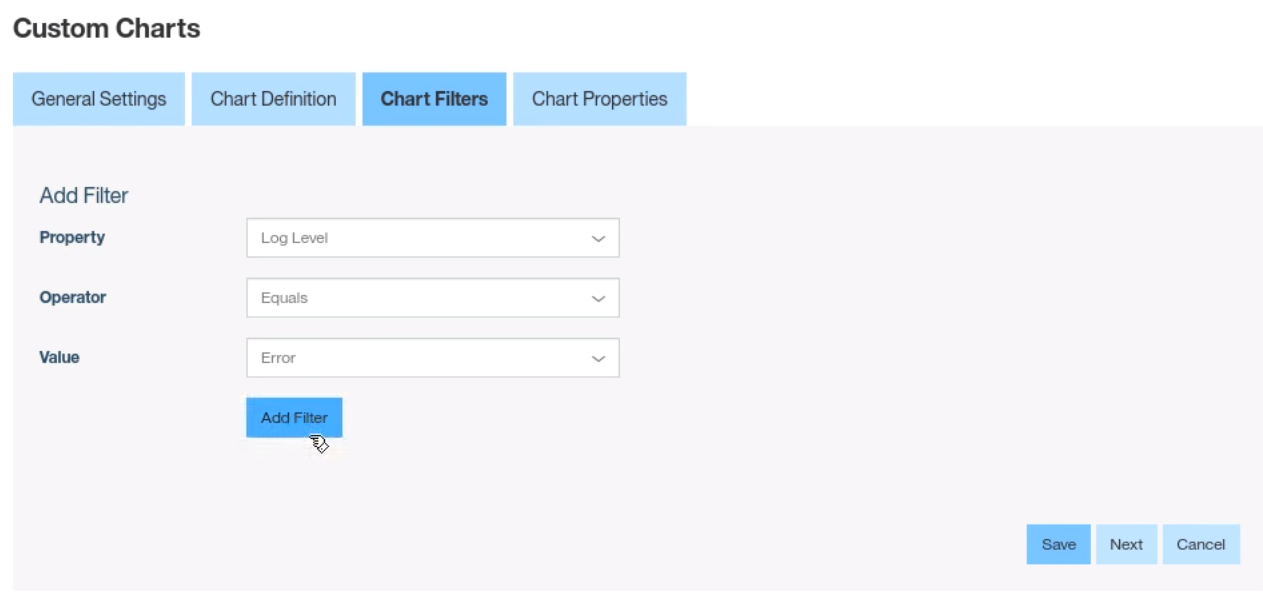 Custom Charts
General Settings Chart Definition Chart Filters Chart Properties
Add Filter
Property Log Level
Operator Equals
Value Error
Add Filter
Save Next Cancel